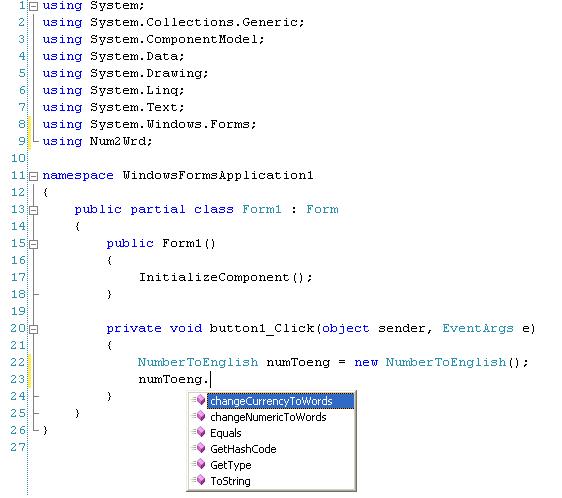 1 using System;
2 using System.Collections.Generic;
3 using System.ComponentModel;
4 using System.Data;
5 using System.Drawing;
6 using System.Linq;
7 using System.Text;
8 using System.Windows.Forms;
9 using Num2Wrd;
10
11 namespace WindowsFormsApplication1
12 {
13 public partial class Form1 : Form
14 {
15 public Form1()
16 {
17 InitializeComponent();
18 }
19
20 private void button1_Click(object sender, EventArgs e)
21 {
22 NumberToEnglish numToeng = new NumberToEnglish();
23 numToeng.
24 }
25 }
26 }
27
changeCurrencyToWords
changeNumericToWords
Equals
GetHashCode
GetType
ToString